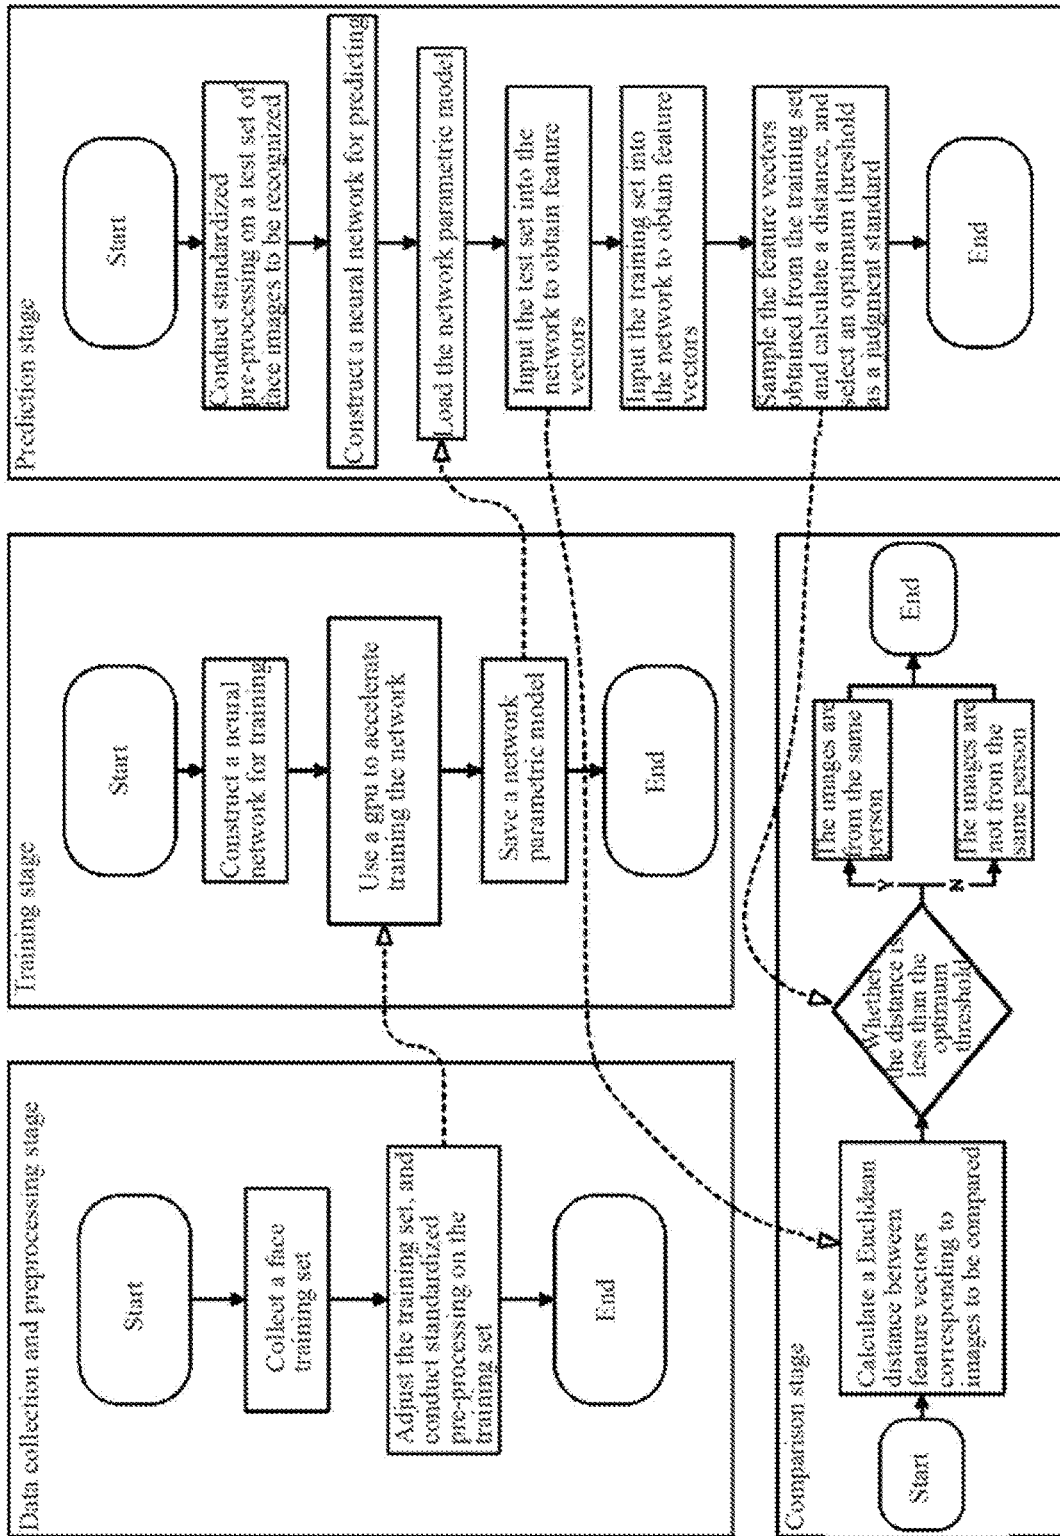 Data collection and preprocessing stage
Start
Collect a face
training set
Adjust the training set, and
conduct standardized
pre-processing on the
training set
End
Training stage
Start
Construct a neural
network for training
Use a gpu to accelerate
training the network
Save a network
parametric model
End
Prediction stage
Start
Conduct standardized
pre-processing on a test set of
face images to be recognized
Construct a neural network for predicting
Load the network parametric model
Input the test set into the
network to obtain feature
vectors
Input the training set into
the network to obtain feature
vectors
Sample the feature vectors
obtained from the training set
and calculate a distance, and
select an optimum threshold
as a judgment standard
End
Comparison stage
Start
Calculate a Euclidean
distance between
feature vectors
corresponding to
images to be compared
Whether
the distance is
less than the
optimum
threshold
Y
N
The images are
from the same
person
The images are
not from the
same person
End